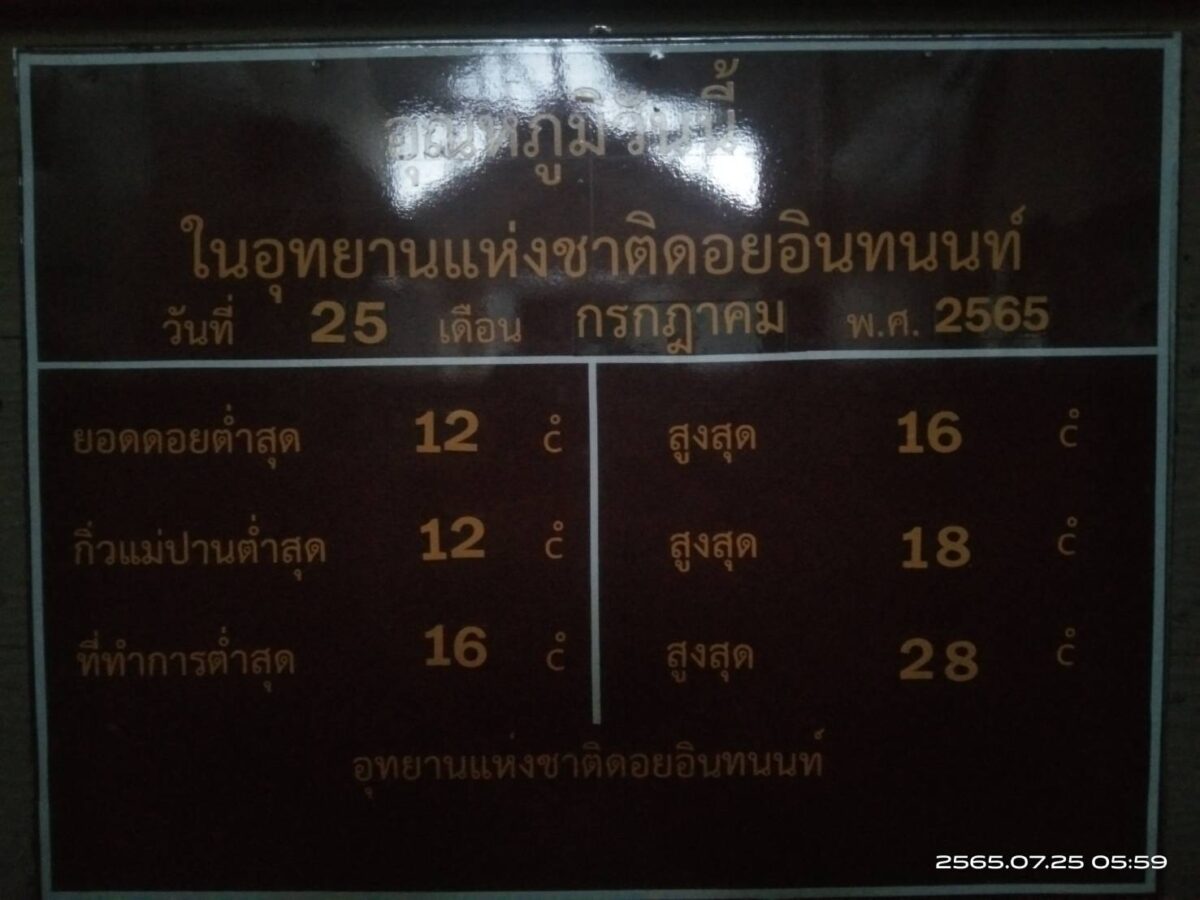 อุณหภูมิวันนี้
ในอุทยานแห่งชาติดอยอินทนนท์
วันที่ 25 เดือน กรกฎาคม พ.ศ. 2565
ยอดดอยต่ำสุด 12 °C สูงสุด 16 °C
กิ่วแม่ปานต่ำสุด 12 °C สูงสุด 18 °C
ที่ทำการต่ำสุด 16 °C สูงสุด 28 °C
อุทยานแห่งชาติดอยอินทนนท์
2565.07.25 05:59